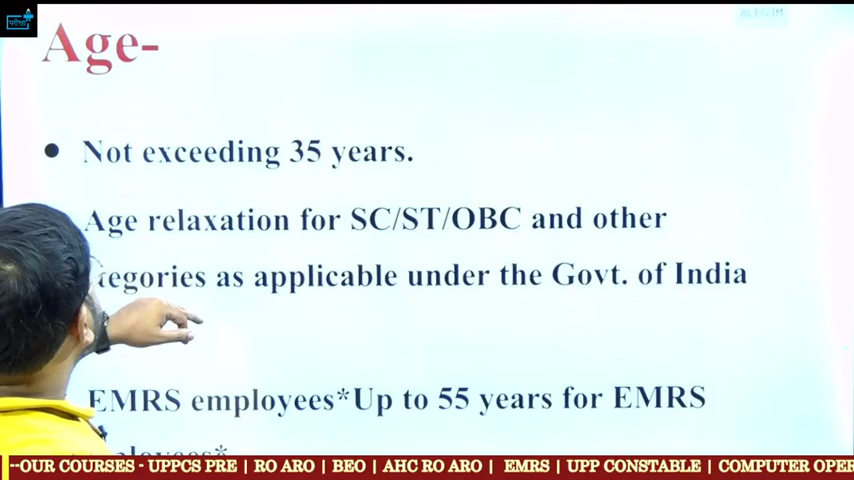 परीक्षा
Age-
Not exceeding 35 years.
Age relaxation for SC/ST/OBC and other
tegories as applicable under the Govt. of India
EMRS employees*Up to 55 years for EMRS
ployees*
--OUR COURSES - UPPCS PRE | RO ARO | BEO | AHC RO ARO | EMRS | UPP CONSTABLE | COMPUTER OPER